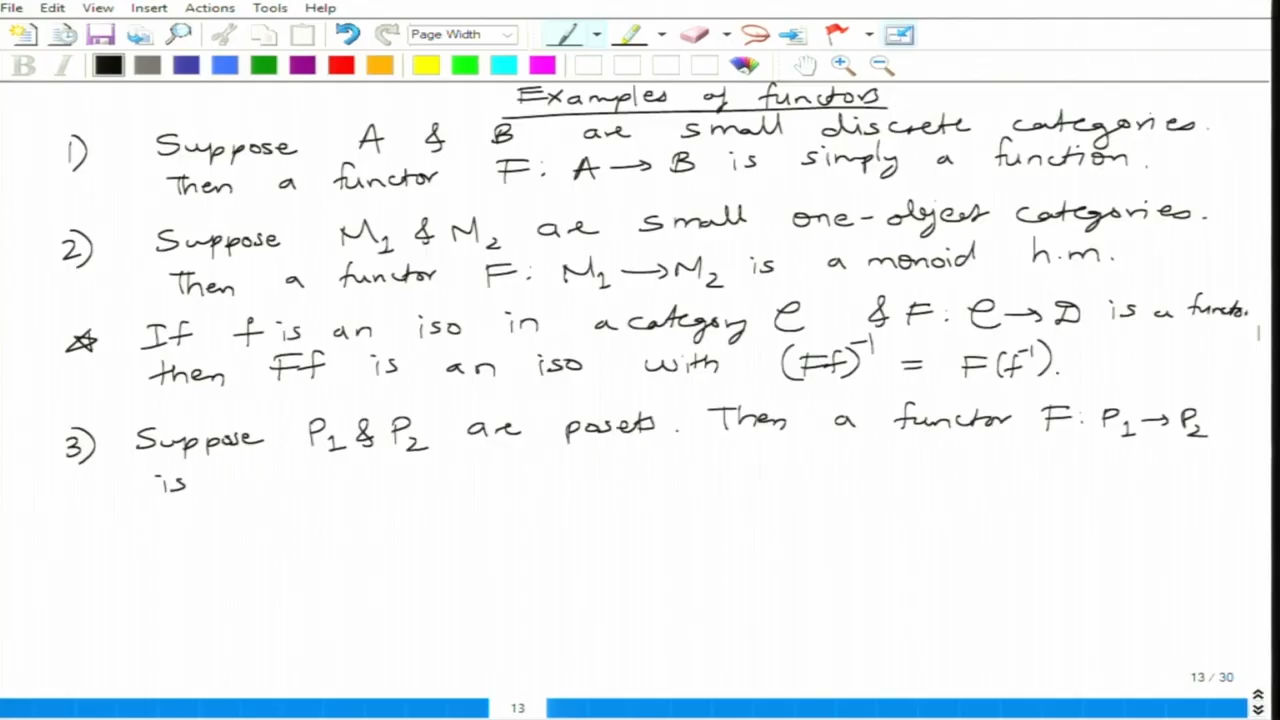 File Edit View Insert Actions Tools Help
Page Width
B I
Examples of functors
1) Suppose A & B are small discrete categories.
Then a functor F: A → B is simply a function.
2) Suppose M₁ & M₂ are small one-object categories.
Then a functor F: M₁ → M₂ is a monoid h.m.
☆ If f is an iso in a category C & F: C → D is a functor
then Ff is an iso with (Ff)⁻¹ = F(f⁻¹).
3) Suppose P₁ & P₂ are posets. Then a functor F: P₁ → P₂
is
13 / 30
13